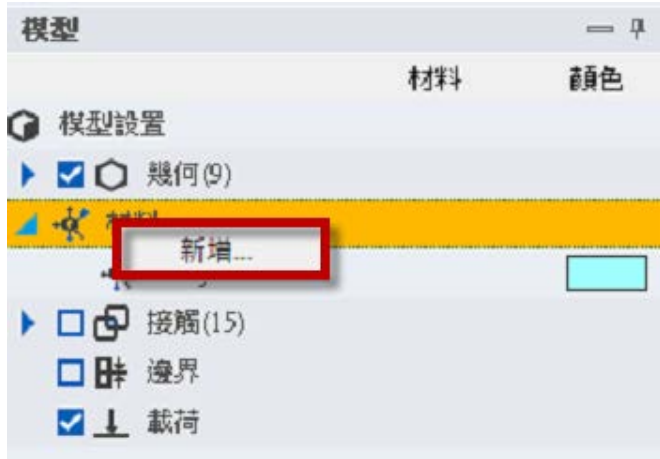 模型
材料 顏色
模型設置
幾何(9)
新增...
接觸(15)
邊界
載荷